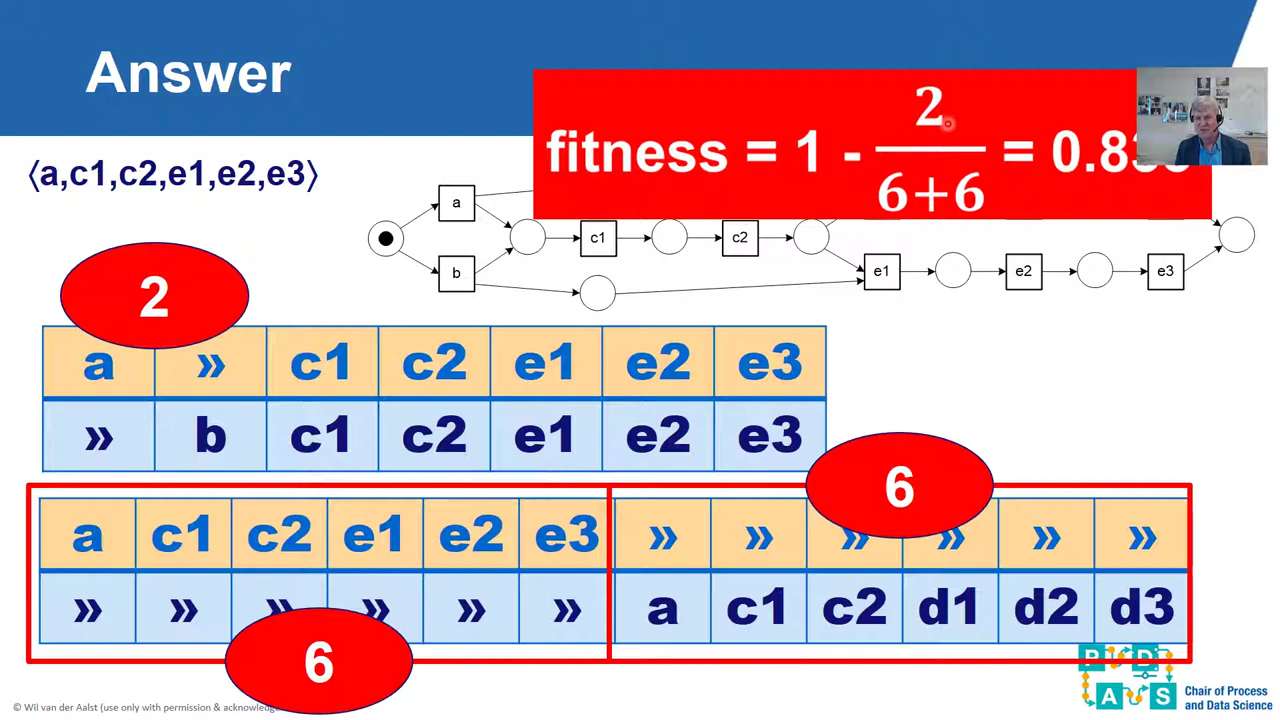 Answer
fitness = 1 - 2 / 6+6 = 0.83
⟨a,c1,c2,e1,e2,e3⟩
a
c1
c2
b
e1
e2
e3
2
a » c1 c2 e1 e2 e3
» b c1 c2 e1 e2 e3
6
a c1 c2 e1 e2 e3 » » » » » »
» » » » » » a c1 c2 d1 d2 d3
6
P D
A S
Chair of Process
and Data Science
© Wil van der Aalst (use only with permission & acknowledge